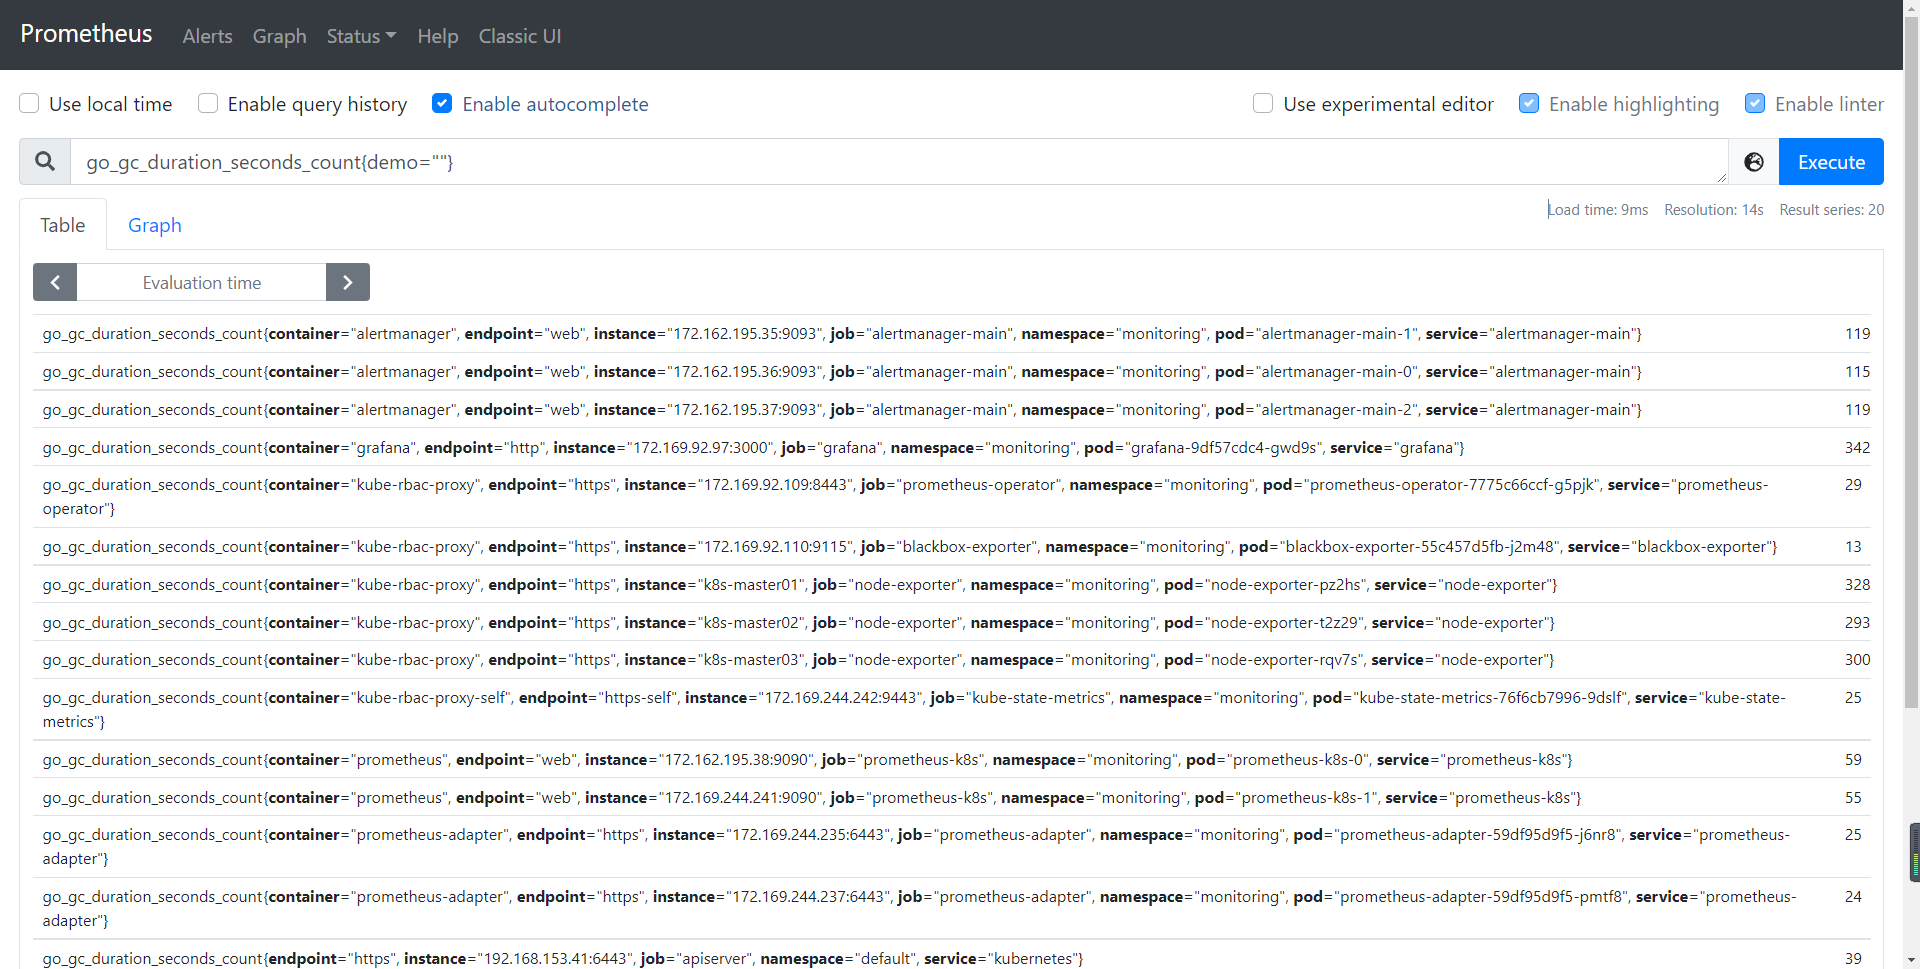 Prometheus Alerts Graph Status Help Classic UI
Use local time Enable query history Enable autocomplete Use experimental editor Enable highlighting Enable linter
go_gc_duration_seconds_count{demo=""} Execute
Load time: 9ms Resolution: 14s Result series: 20
Table Graph
Evaluation time
go_gc_duration_seconds_count{container="alertmanager", endpoint="web", instance="172.162.195.35:9093", job="alertmanager-main", namespace="monitoring", pod="alertmanager-main-1", service="alertmanager-main"} 119
go_gc_duration_seconds_count{container="alertmanager", endpoint="web", instance="172.162.195.36:9093", job="alertmanager-main", namespace="monitoring", pod="alertmanager-main-0", service="alertmanager-main"} 115
go_gc_duration_seconds_count{container="alertmanager", endpoint="web", instance="172.162.195.37:9093", job="alertmanager-main", namespace="monitoring", pod="alertmanager-main-2", service="alertmanager-main"} 119
go_gc_duration_seconds_count{container="grafana", endpoint="http", instance="172.169.92.97:3000", job="grafana", namespace="monitoring", pod="grafana-9df57cdc4-gwd9s", service="grafana"} 342
go_gc_duration_seconds_count{container="kube-rbac-proxy", endpoint="https", instance="172.169.92.109:8443", job="prometheus-operator", namespace="monitoring", pod="prometheus-operator-7775c66ccf-g5pjk", service="prometheus- 29
operator"}
go_gc_duration_seconds_count{container="kube-rbac-proxy", endpoint="https", instance="172.169.92.110:9115", job="blackbox-exporter", namespace="monitoring", pod="blackbox-exporter-55c457d5fb-j2m48", service="blackbox-exporter"} 13
go_gc_duration_seconds_count{container="kube-rbac-proxy", endpoint="https", instance="k8s-master01", job="node-exporter", namespace="monitoring", pod="node-exporter-pz2hs", service="node-exporter"} 328
go_gc_duration_seconds_count{container="kube-rbac-proxy", endpoint="https", instance="k8s-master02", job="node-exporter", namespace="monitoring", pod="node-exporter-t2z29", service="node-exporter"} 293
go_gc_duration_seconds_count{container="kube-rbac-proxy", endpoint="https", instance="k8s-master03", job="node-exporter", namespace="monitoring", pod="node-exporter-rqv7s", service="node-exporter"} 300
go_gc_duration_seconds_count{container="kube-rbac-proxy-self", endpoint="https-self", instance="172.169.244.242:9443", job="kube-state-metrics", namespace="monitoring", pod="kube-state-metrics-76f6cb7996-9dslf", service="kube-state- 25
metrics"}
go_gc_duration_seconds_count{container="prometheus", endpoint="web", instance="172.162.195.38:9090", job="prometheus-k8s", namespace="monitoring", pod="prometheus-k8s-0", service="prometheus-k8s"} 59
go_gc_duration_seconds_count{container="prometheus", endpoint="web", instance="172.169.244.241:9090", job="prometheus-k8s", namespace="monitoring", pod="prometheus-k8s-1", service="prometheus-k8s"} 55
go_gc_duration_seconds_count{container="prometheus-adapter", endpoint="https", instance="172.169.244.235:6443", job="prometheus-adapter", namespace="monitoring", pod="prometheus-adapter-59df95d9f5-j6nr8", service="prometheus- 25
adapter"}
go_gc_duration_seconds_count{container="prometheus-adapter", endpoint="https", instance="172.169.244.237:6443", job="prometheus-adapter", namespace="monitoring", pod="prometheus-adapter-59df95d9f5-pmtf8", service="prometheus- 24
adapter"}
go_gc_duration_seconds_count{endpoint="https", instance="192.168.153.41:6443", job="apiserver", namespace="default", service="kubernetes"} 39